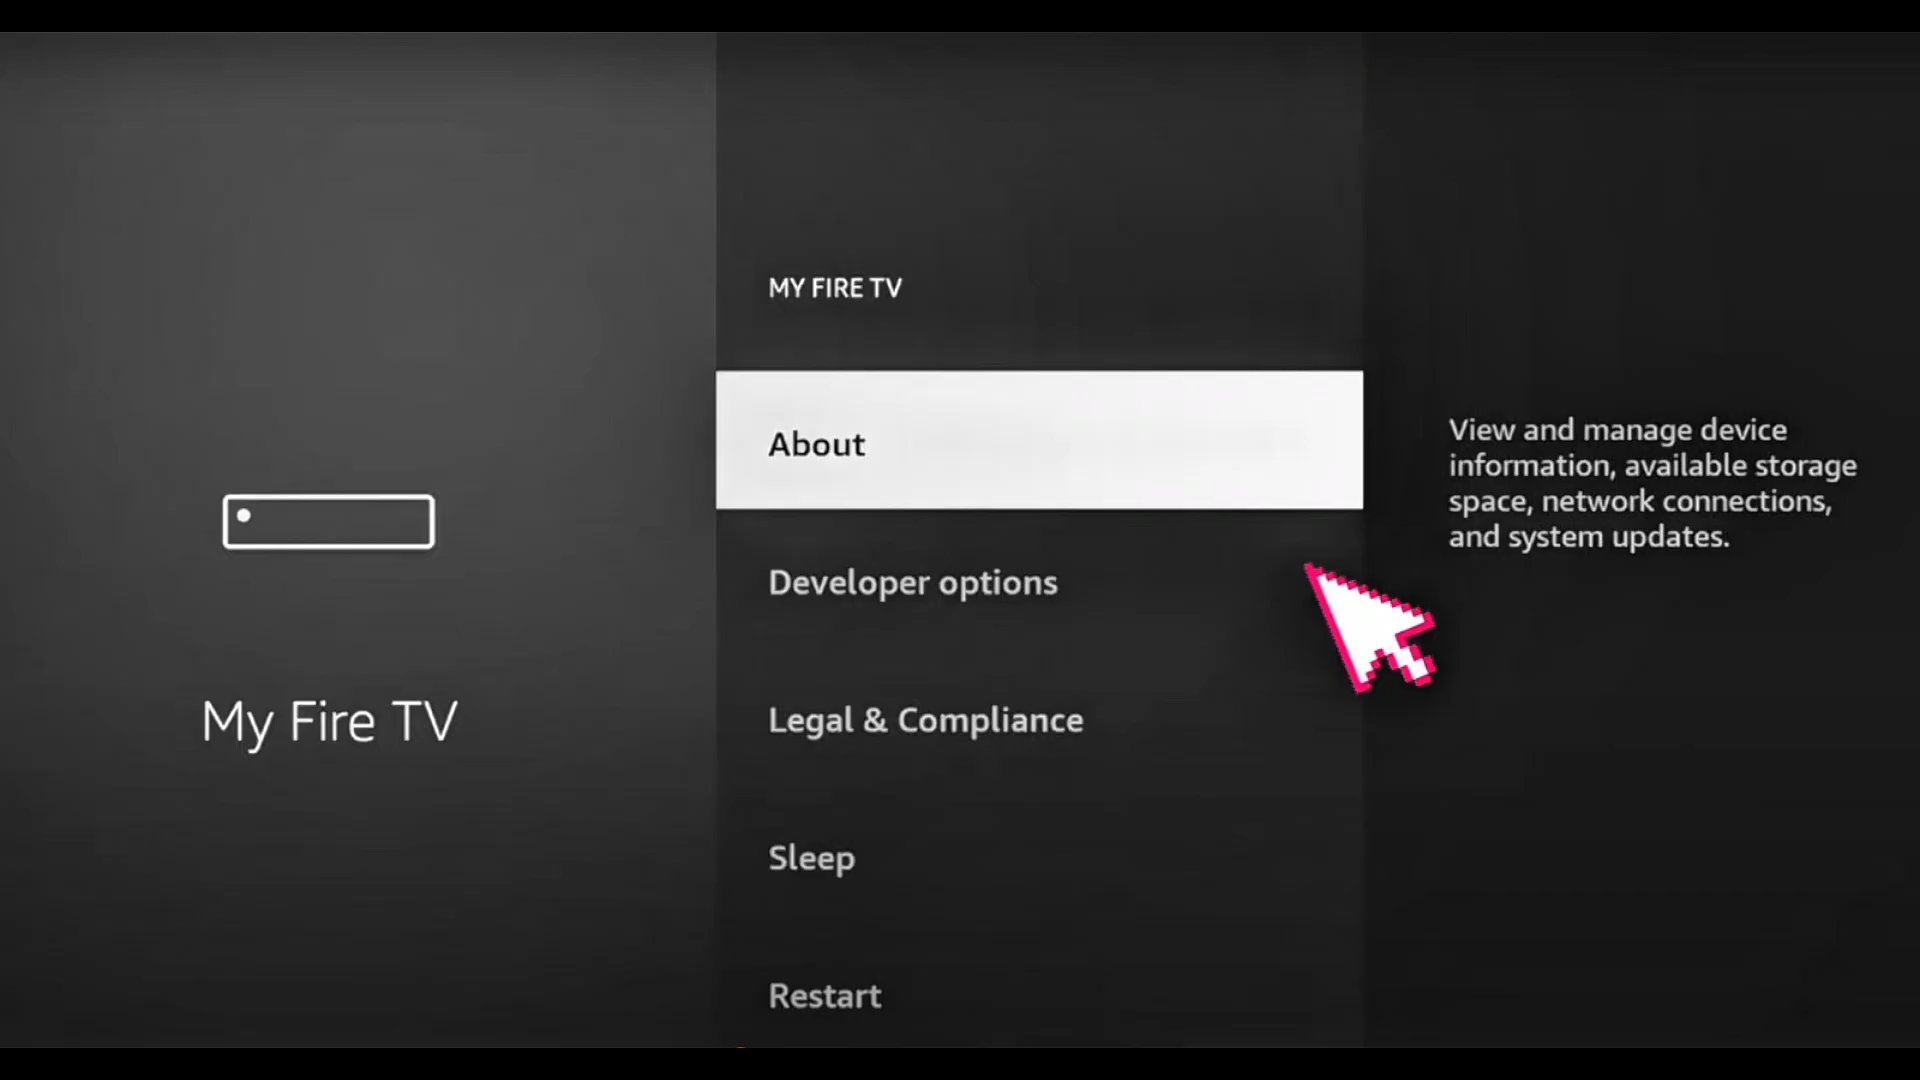 MY FIRE TV
About
Developer options
Legal & Compliance
Sleep
Restart
My Fire TV
View and manage device
information, available storage
space, network connections,
and system updates.